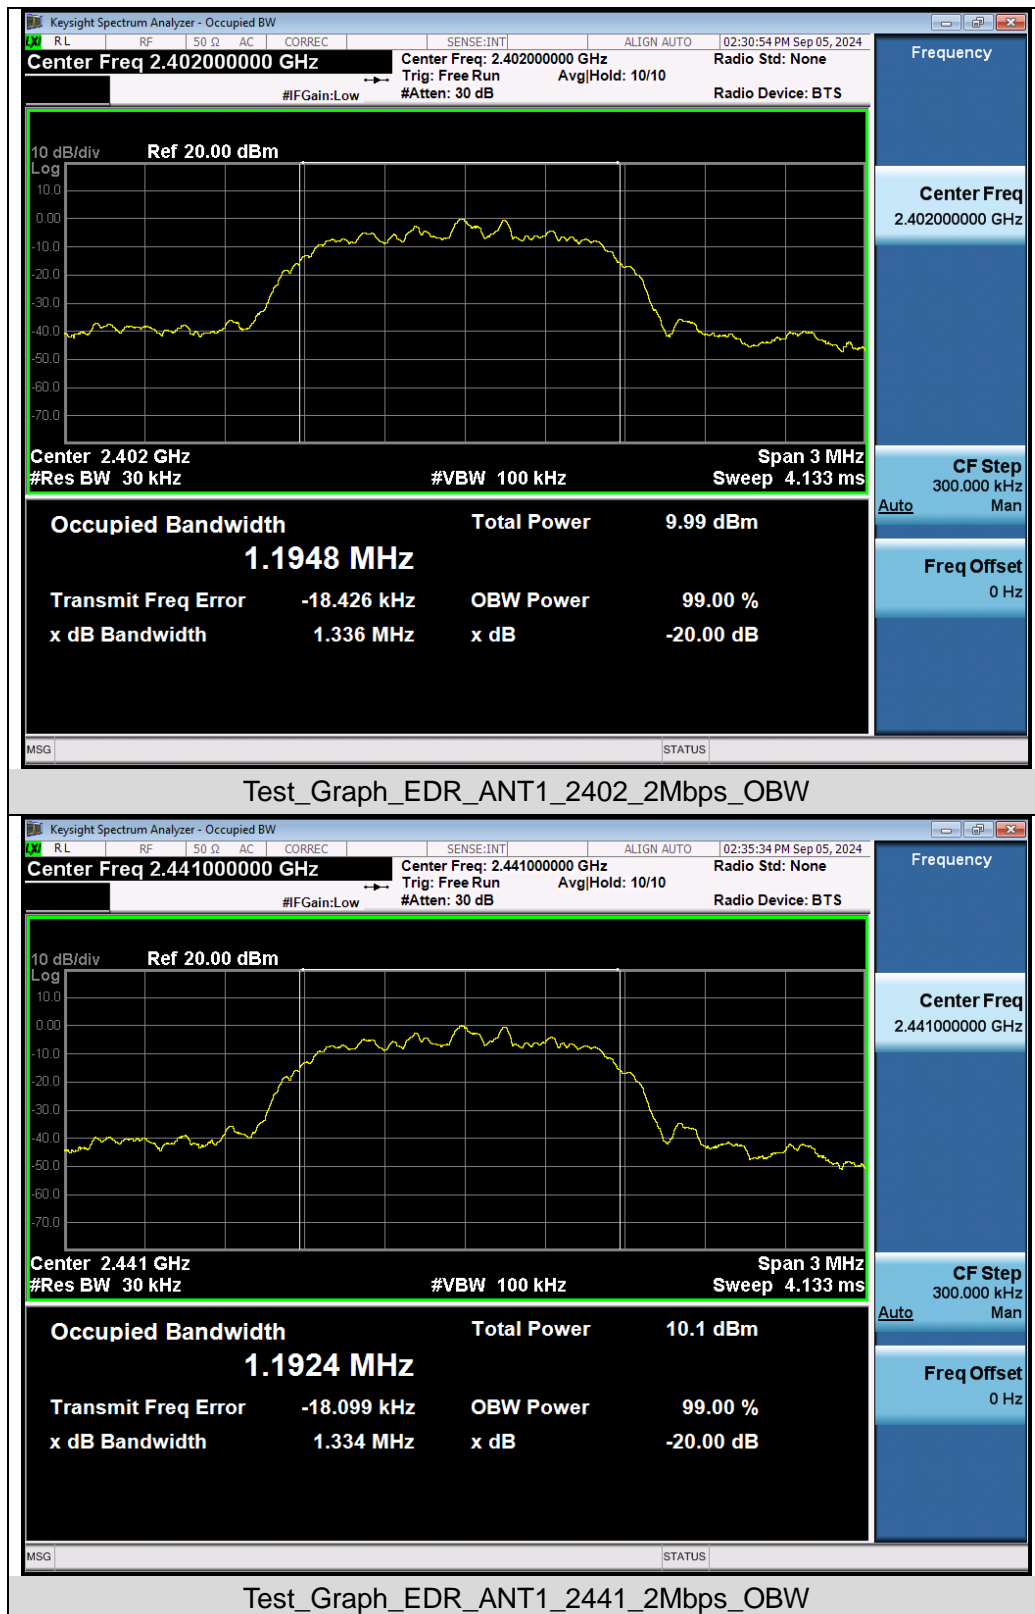 Keysight Spectrum Analyzer - Occupied BW
LXI RL RF 50 Ω AC CORREC SENSE:INT ALIGN AUTO 02:30:54 PM Sep 05, 2024
Center Freq 2.402000000 GHz Center Freq: 2.402000000 GHz Radio Std: None Frequency
Trig: Free Run Avg|Hold: 10/10
#IFGain:Low #Atten: 30 dB Radio Device: BTS
10 dB/div Ref 20.00 dBm
Log
10.0
0.00
-10.0
-20.0
-30.0
-40.0
-50.0
-60.0
-70.0
Center Freq
2.402000000 GHz
Center 2.402 GHz Span 3 MHz
#Res BW 30 kHz #VBW 100 kHz Sweep 4.133 ms
CF Step
300.000 kHz
Auto Man
Occupied Bandwidth Total Power 9.99 dBm
1.1948 MHz
Transmit Freq Error -18.426 kHz OBW Power 99.00 %
x dB Bandwidth 1.336 MHz x dB -20.00 dB
Freq Offset
0 Hz
MSG STATUS
Test_Graph_EDR_ANT1_2402_2Mbps_OBW
Keysight Spectrum Analyzer - Occupied BW
LXI RL RF 50 Ω AC CORREC SENSE:INT ALIGN AUTO 02:35:34 PM Sep 05, 2024
Center Freq 2.441000000 GHz Center Freq: 2.441000000 GHz Radio Std: None Frequency
Trig: Free Run Avg|Hold: 10/10
#IFGain:Low #Atten: 30 dB Radio Device: BTS
10 dB/div Ref 20.00 dBm
Log
10.0
0.00
-10.0
-20.0
-30.0
-40.0
-50.0
-60.0
-70.0
Center Freq
2.441000000 GHz
Center 2.441 GHz Span 3 MHz
#Res BW 30 kHz #VBW 100 kHz Sweep 4.133 ms
CF Step
300.000 kHz
Auto Man
Occupied Bandwidth Total Power 10.1 dBm
1.1924 MHz
Transmit Freq Error -18.099 kHz OBW Power 99.00 %
x dB Bandwidth 1.334 MHz x dB -20.00 dB
Freq Offset
0 Hz
MSG STATUS
Test_Graph_EDR_ANT1_2441_2Mbps_OBW